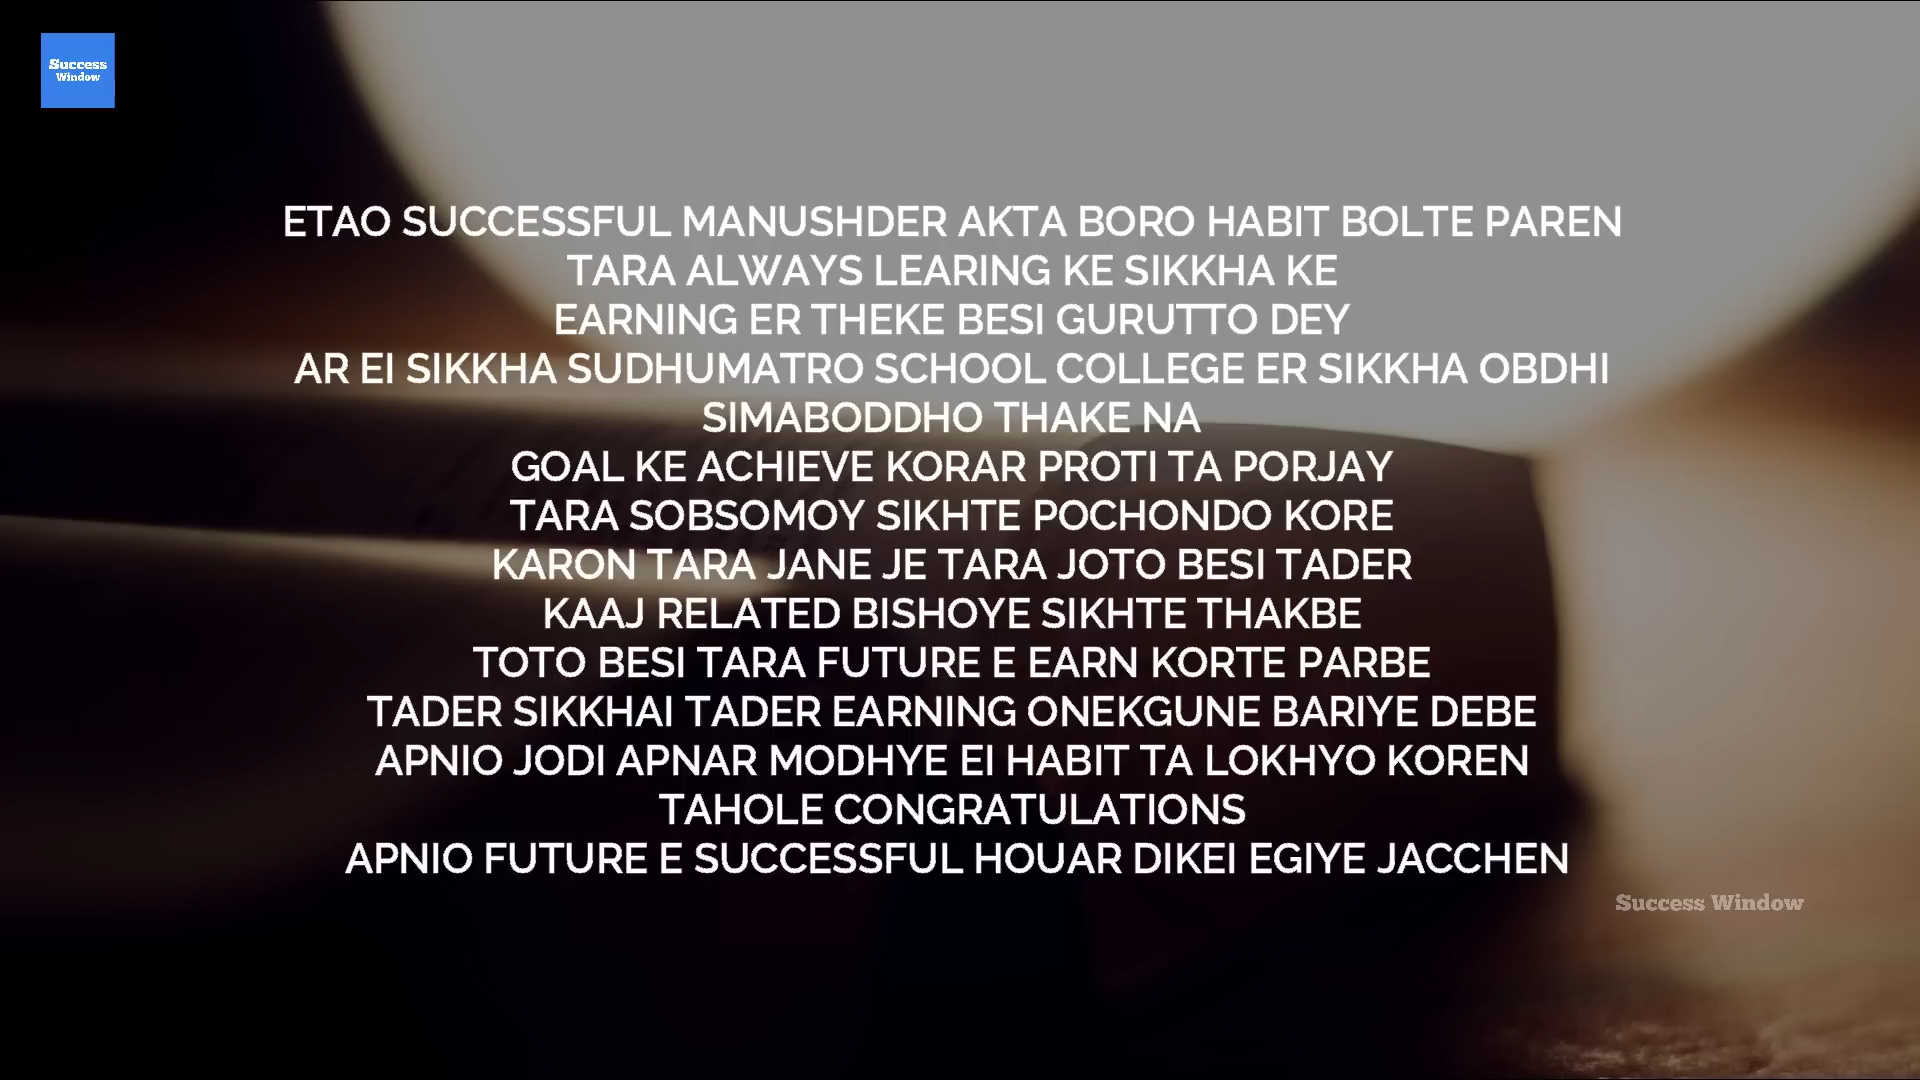 Success
Window
ETAO SUCCESSFUL MANUSHDER AKTA BORO HABIT BOLTE PAREN
TARA ALWAYS LEARING KE SIKKHA KE
EARNING ER THEKE BESI GURUTTO DEY
AR EI SIKKHA SUDHUMATRO SCHOOL COLLEGE ER SIKKHA OBDHI
SIMABODDHO THAKE NA
GOAL KE ACHIEVE KORAR PROTI TA PORJAY
TARA SOBSOMOY SIKHTE POCHONDO KORE
KARON TARA JANE JE TARA JOTO BESI TADER
KAAJ RELATED BISHOYE SIKHTE THAKBE
TOTO BESI TARA FUTURE E EARN KORTE PARBE
TADER SIKKHAI TADER EARNING ONEKGUNE BARIYE DEBE
APNIO JODI APNAR MODHYE EI HABIT TA LOKHYO KOREN
TAHOLE CONGRATULATIONS
APNIO FUTURE E SUCCESSFUL HOUAR DIKEI EGIYE JACCHEN
Success Window